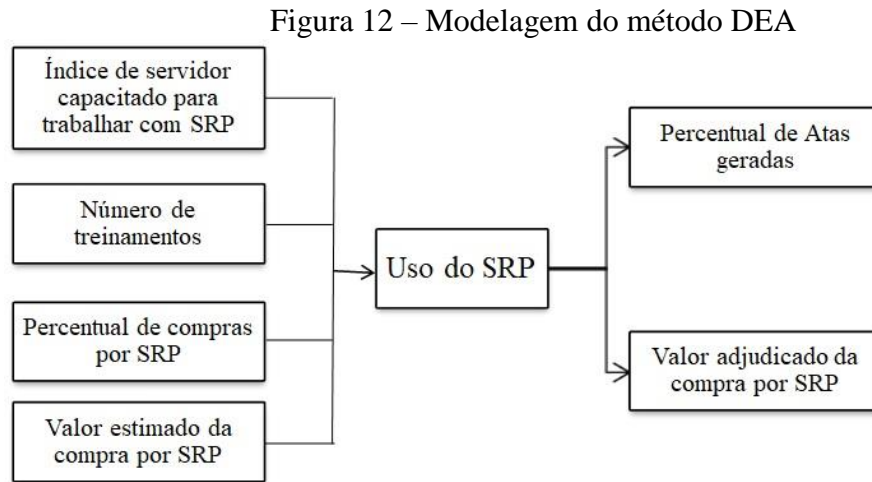 Figura 12 – Modelagem do método DEA
Índice de servidor
capacitado para
trabalhar com SRP
Número de
treinamentos
Percentual de compras
por SRP
Valor estimado da
compra por SRP
Uso do SRP
Percentual de Atas
geradas
Valor adjudicado da
compra por SRP